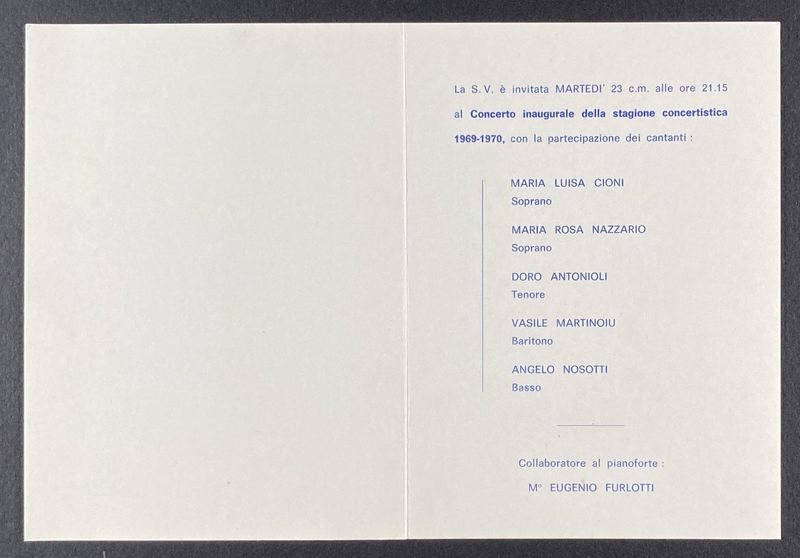 La S. V. è invitata MARTEDI' 23 c.m. alle ore 21.15
al Concerto inaugurale della stagione concertistica
1969-1970, con la partecipazione dei cantanti :
MARIA LUISA CIONI
Soprano
MARIA ROSA NAZZARIO
Soprano
DORO ANTONIOLI
Tenore
VASILE MARTINOIU
Baritono
ANGELO NOSOTTI
Basso
Collaboratore al pianoforte :
M° EUGENIO FURLOTTI